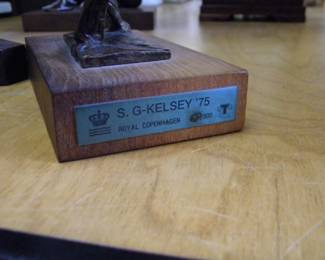 S. G-KELSEY '75
ROYAL COPENHAGEN